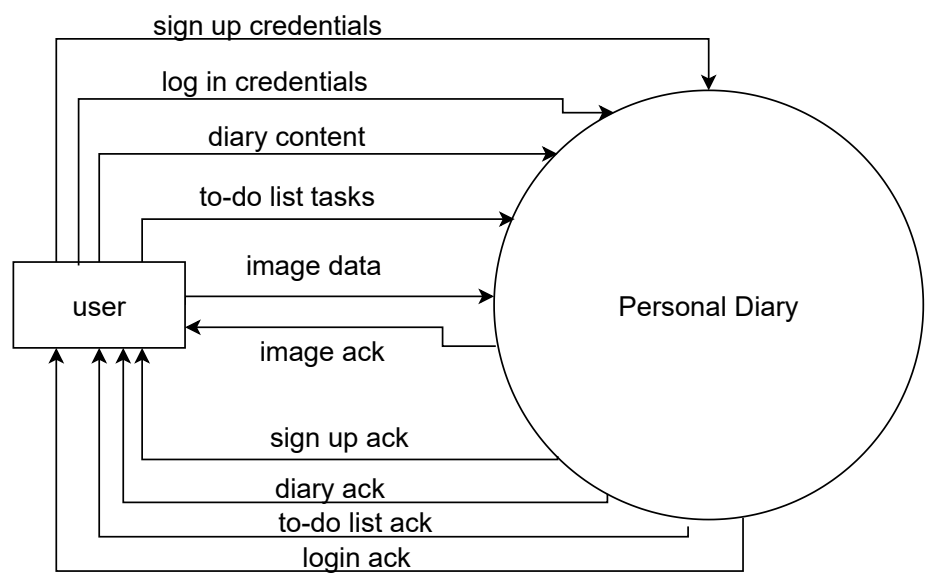 sign up credentials
log in credentials
diary content
to-do list tasks
image data
user
Personal Diary
image ack
sign up ack
diary ack
to-do list ack
login ack